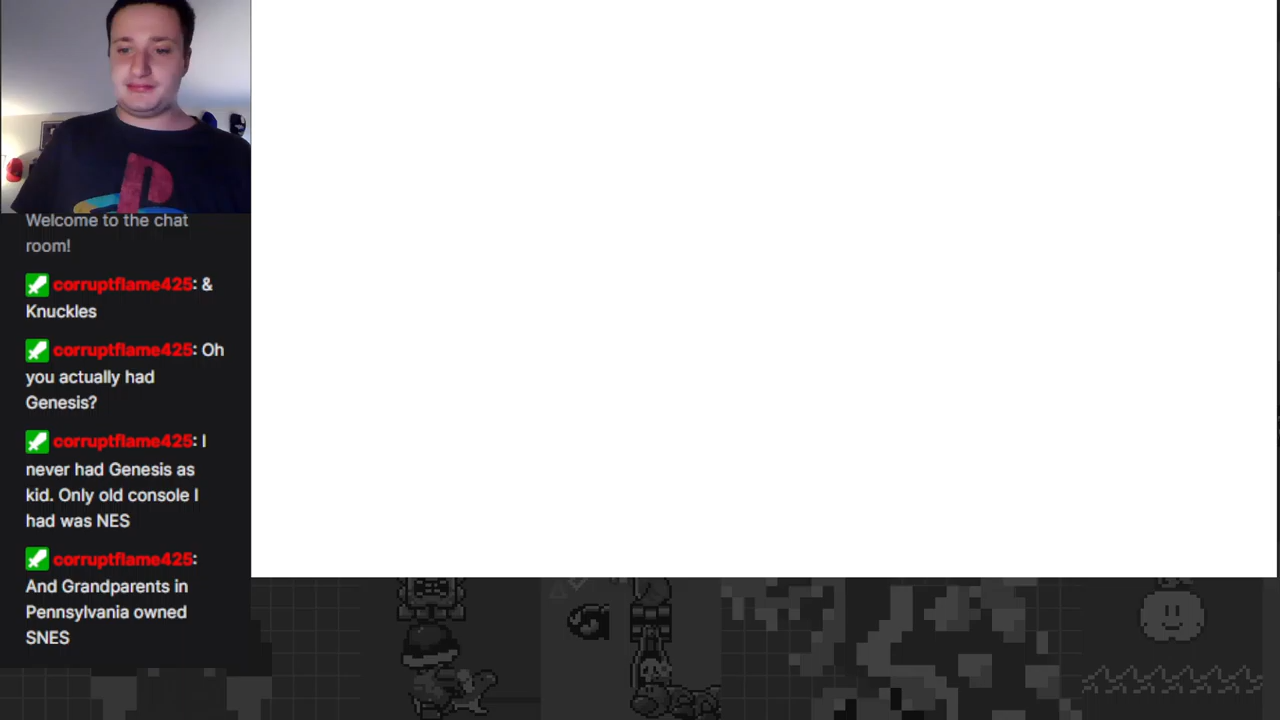 Welcome to the chat
room!
corruptflame425: &
Knuckles
corruptflame425: Oh
you actually had
Genesis?
corruptflame425: I
never had Genesis as
kid. Only old console I
had was NES
corruptflame425:
And Grandparents in
Pennsylvania owned
SNES